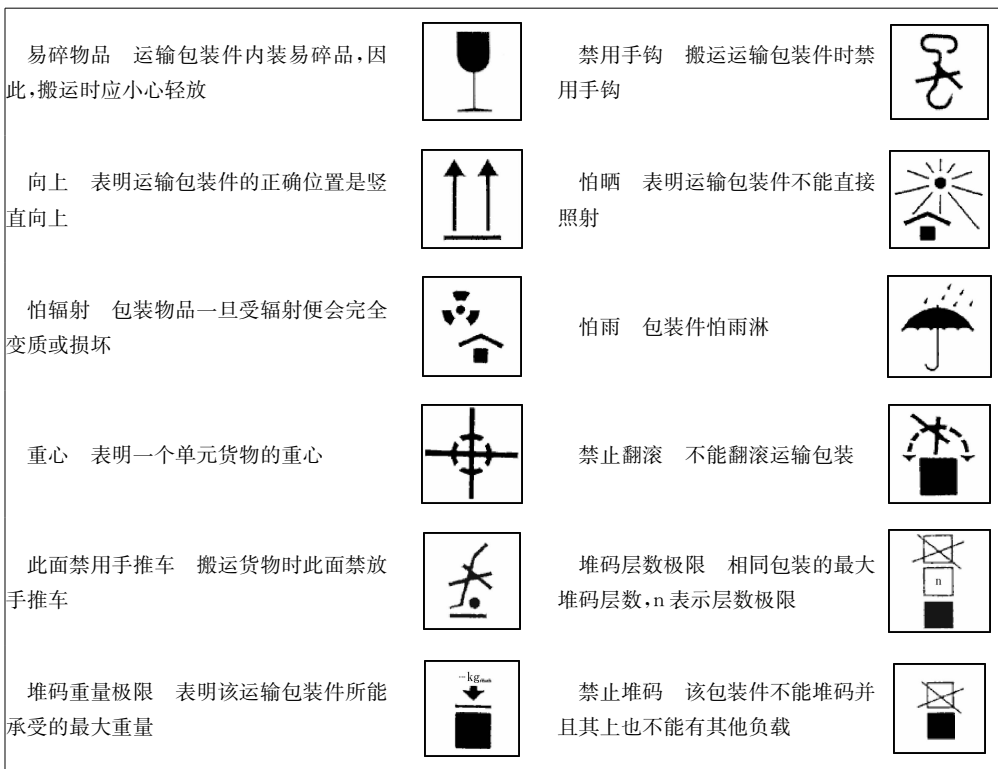 易碎物品 运输包装件内装易碎品,因
此,搬运时应小心轻放
禁用手钩 搬运运输包装件时禁
用手钩
向上 表明运输包装件的正确位置是竖
直向上
怕晒 表明运输包装件不能直接
照射
怕辐射 包装物品一旦受辐射便会完全
变质或损坏
怕雨 包装件怕雨淋
重心 表明一个单元货物的重心
禁止翻滚 不能翻滚运输包装
此面禁用手推车 搬运货物时此面禁放
手推车
堆码层数极限 相同包装的最大
堆码层数,n 表示层数极限
n
堆码重量极限 表明该运输包装件所能
承受的最大重量
kg
禁止堆码 该包装件不能堆码并
且其上也不能有其他负载